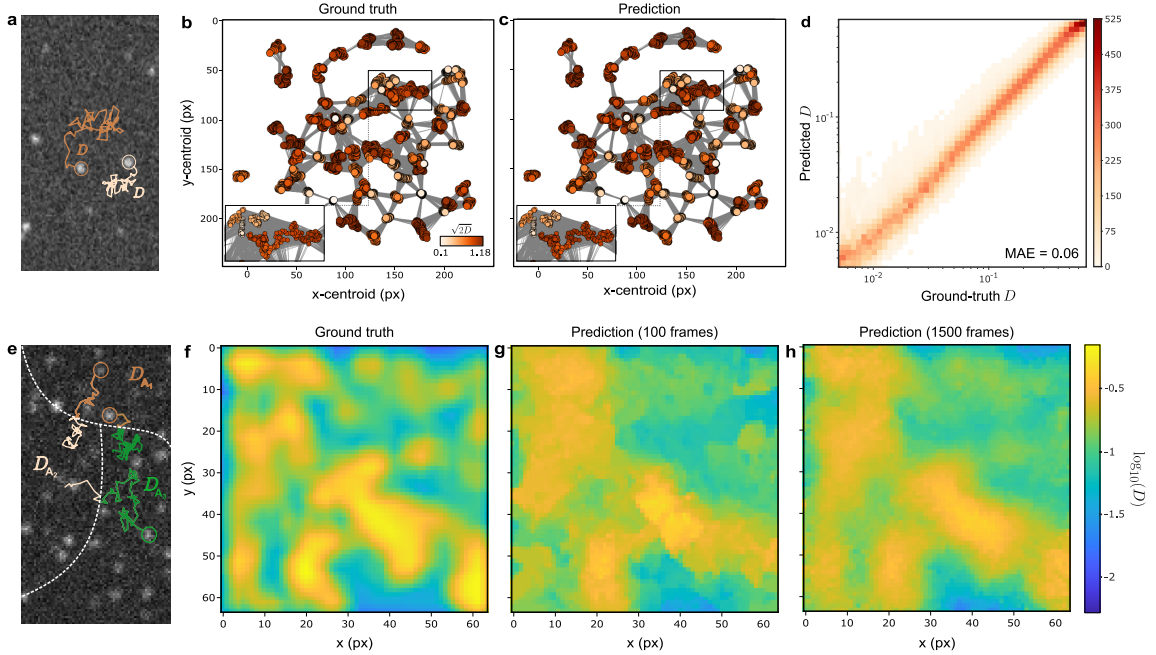 a
D
D
b
Ground truth
0
50
100
150
200
y-centroid (px)
√2D
0.1
1.18
0
50
100
150
200
x-centroid (px)
c
Prediction
√2D
0
50
100
150
200
x-centroid (px)
d
10⁻¹
10⁻²
Predicted D
MAE = 0.06
10⁻²
10⁻¹
Ground-truth D
525
450
375
300
225
150
75
0
e
D_A₁
D_A₂
f
Ground truth
0
10
20
30
40
50
60
y (px)
0
10
20
30
40
50
60
x (px)
g
Prediction (100 frames)
0
10
20
30
40
50
60
x (px)
h
Prediction (1500 frames)
0
10
20
30
40
50
60
x (px)
-0.5
-1
-1.5
-2
log₁₀(D)